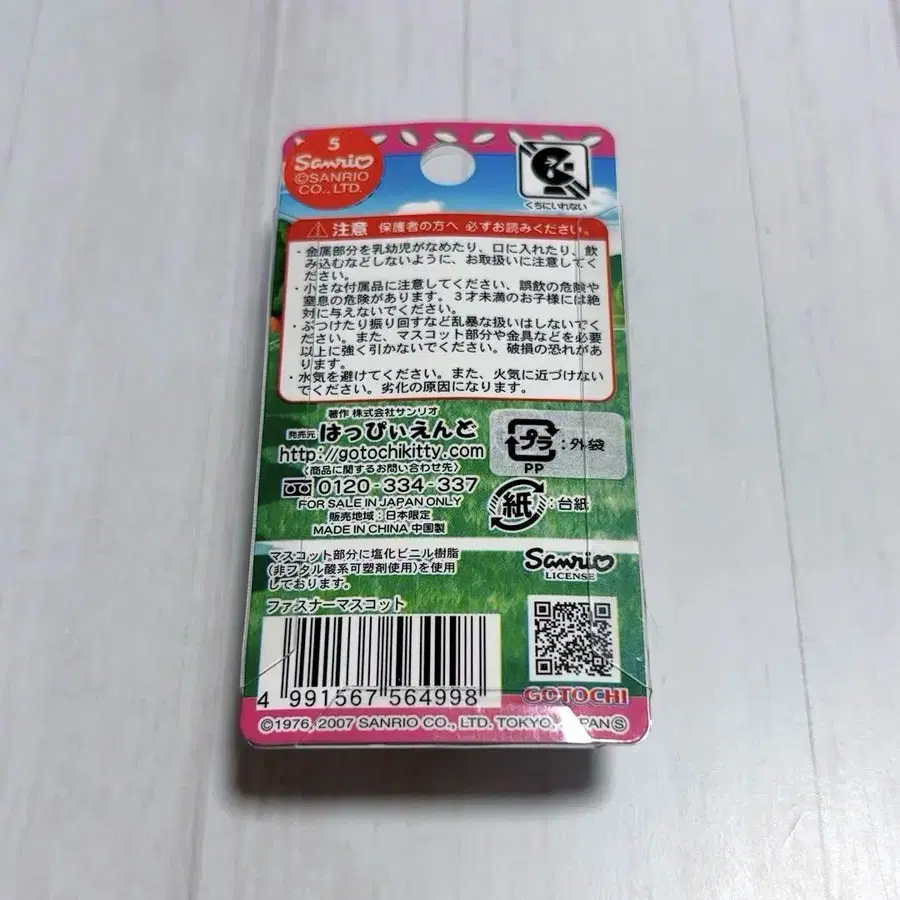 5
Sanrio
©SANRIO
CO., LTD.
くちにいれない
注意 保護者の方へ 必ずお読みください。
・金属部分を乳幼児がなめたり、口に入れたり、飲
み込むなどしないように、お取扱いに注意してく
ださい。
・小さな付属品に注意してください、誤飲の危険や
窒息の危険があります。3才未満のお子様には絶
対に与えないでください。
・ぶつけたり振り回すなど乱暴な扱いはしないでく
ださい。また、マスコット部分や金具などを必要
以上に強く引かないでください。破損の恐れがあ
ります。
・水気を避けてください。また、火気に近づけない
でください。劣化の原因になります。
著作 株式会社サンリオ
発売元 はっぴぃえんど
http://gotochikitty.com
〈商品に関するお問い合わせ先〉
0120-334-337
FOR SALE IN JAPAN ONLY
販売地域:日本限定
MADE IN CHINA 中国製
プラ:外袋
PP
紙:台紙
マスコット部分に塩化ビニル樹脂
(非フタル酸系可塑剤使用)を使用
しております。
Sanrio
LICENSE
ファスナーマスコット
4 991567 564998
GOTOCHI
©1976, 2007 SANRIO CO., LTD. TOKYO, JAPAN Ⓢ